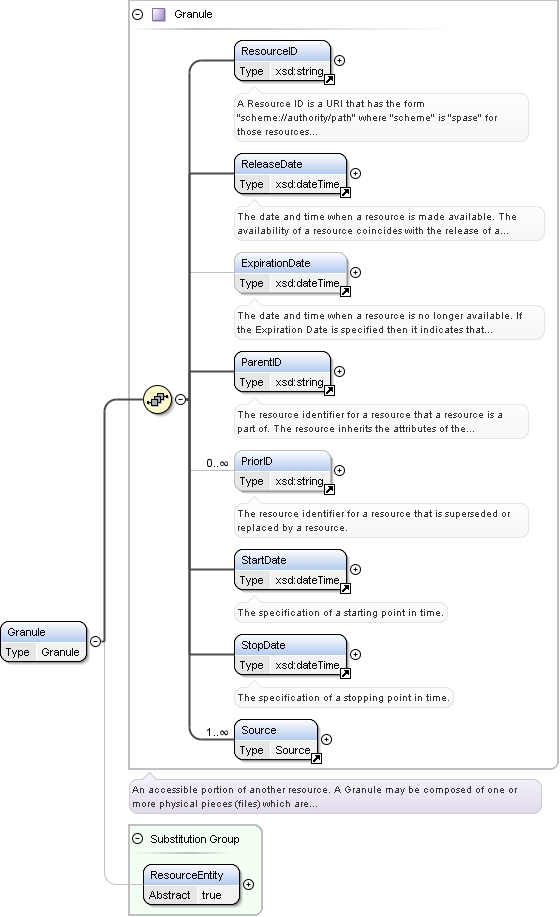 Granule
ResourceID
Type xsd:string
A Resource ID is a URI that has the form
"scheme://authority/path" where "scheme" is "spase" for
those resources...
ReleaseDate
Type xsd:dateTime
The date and time when a resource is made available. The
availability of a resource coincides with the release of a...
ExpirationDate
Type xsd:dateTime
The date and time when a resource is no longer available. If
the Expiration Date is specified then it indicates that...
ParentID
Type xsd:string
The resource identifier for a resource that a resource is a
part of. The resource inherits the attributes of the...
0..∞
PriorID
Type xsd:string
The resource identifier for a resource that is superseded or
replaced by a resource.
StartDate
Type xsd:dateTime
The specification of a starting point in time.
StopDate
Type xsd:dateTime
The specification of a stopping point in time.
1..∞
Source
Type Source
Granule
Type Granule
An accessible portion of another resource. A Granule may be composed of one or
more physical pieces (files) which are...
Substitution Group
ResourceEntity
Abstract true